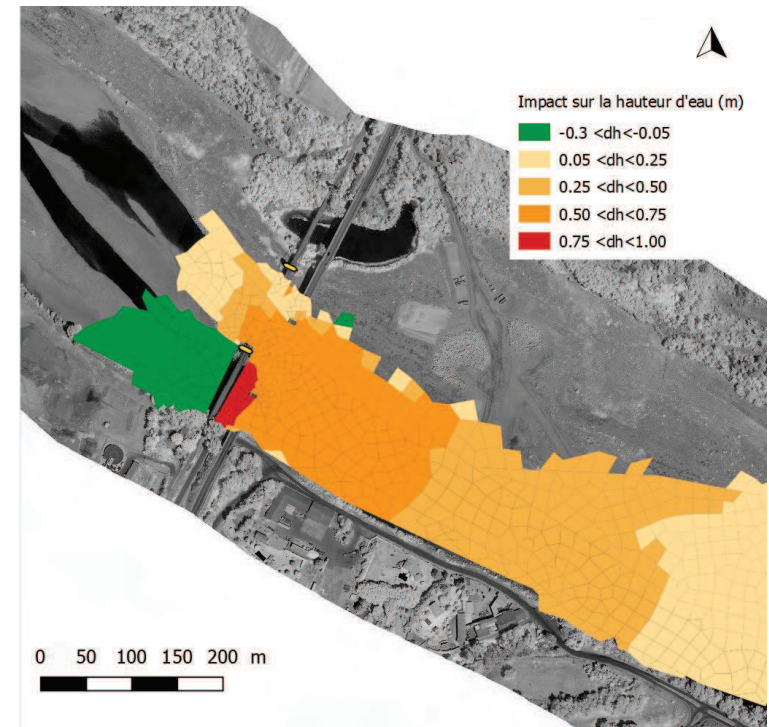 Impact sur la hauteur d'eau (m)
-0.3 <dh<-0.05
0.05 <dh<0.25
0.25 <dh<0.50
0.50 <dh<0.75
0.75 <dh<1.00
0 50 100 150 200 m